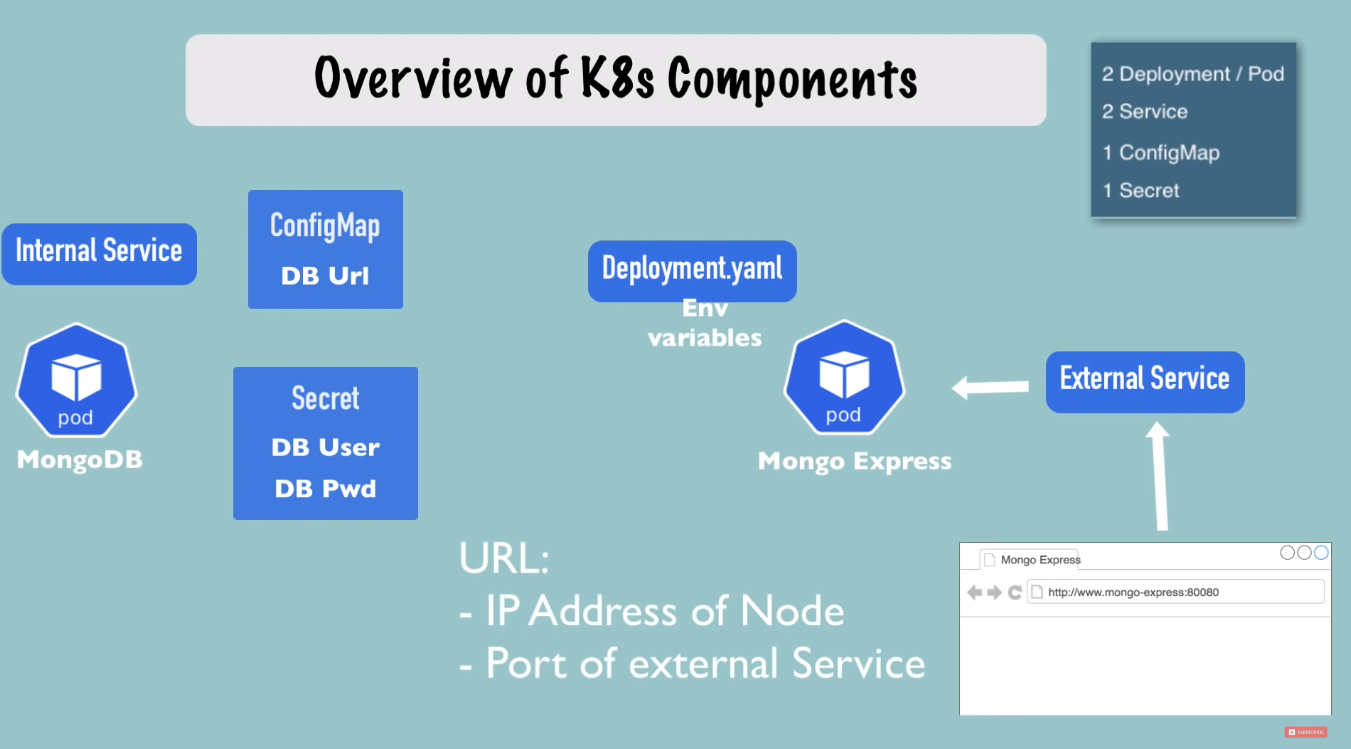 Overview of K8s Components
2 Deployment / Pod
2 Service
1 ConfigMap
1 Secret
Internal Service
ConfigMap
DB Url
Deployment.yaml
Env
variables
pod
MongoDB
Secret
DB User
DB Pwd
pod
Mongo Express
External Service
URL:
- IP Address of Node
- Port of external Service
Mongo Express
http://www.mongo-express:80080
SUBSCRIBE